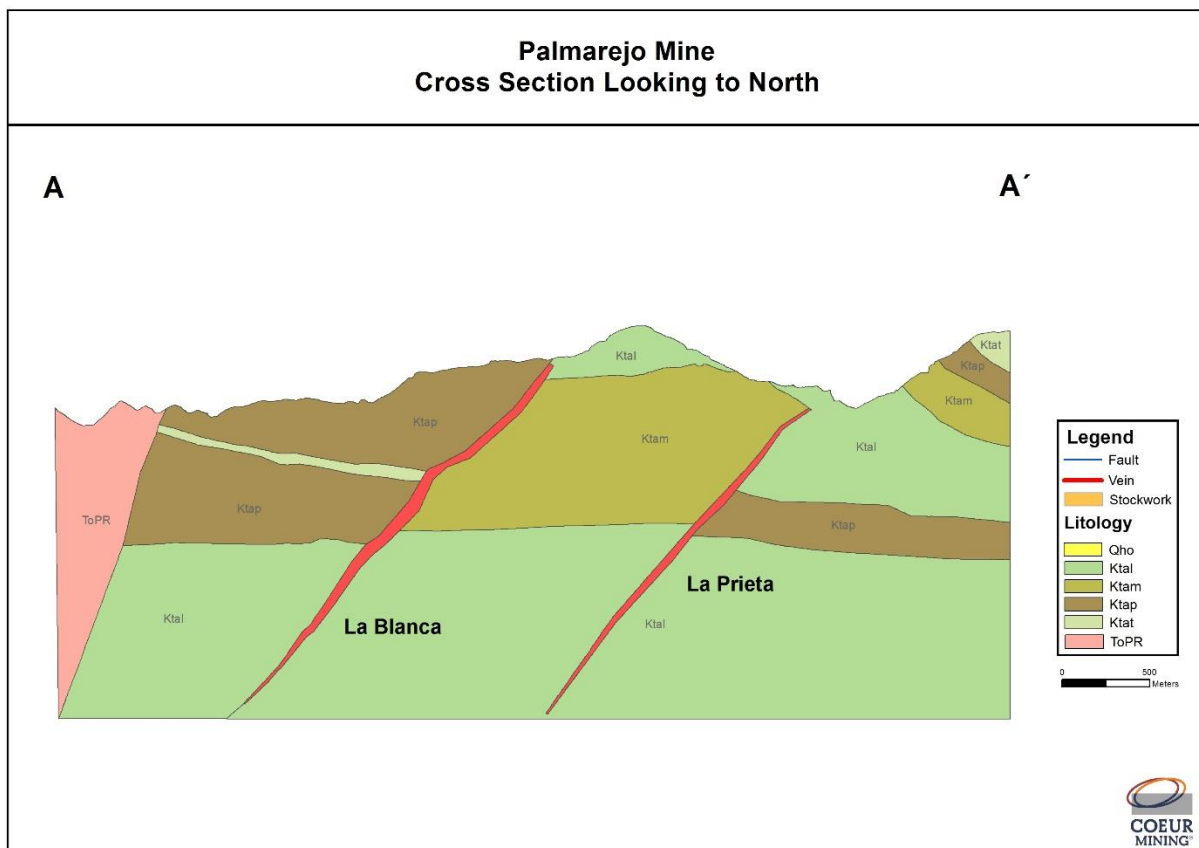 Palmarejo Mine
Cross Section Looking to North
A
A´
Ktal
Ktat
Ktap
Ktam
Ktap
Ktam
Ktal
ToPR
Ktap
Ktap
La Prieta
Ktal
La Blanca
Ktal
Legend
Fault
Vein
Stockwork
Litology
Qho
Ktal
Ktam
Ktap
Ktat
ToPR
0 500
Meters
COEUR
MINING